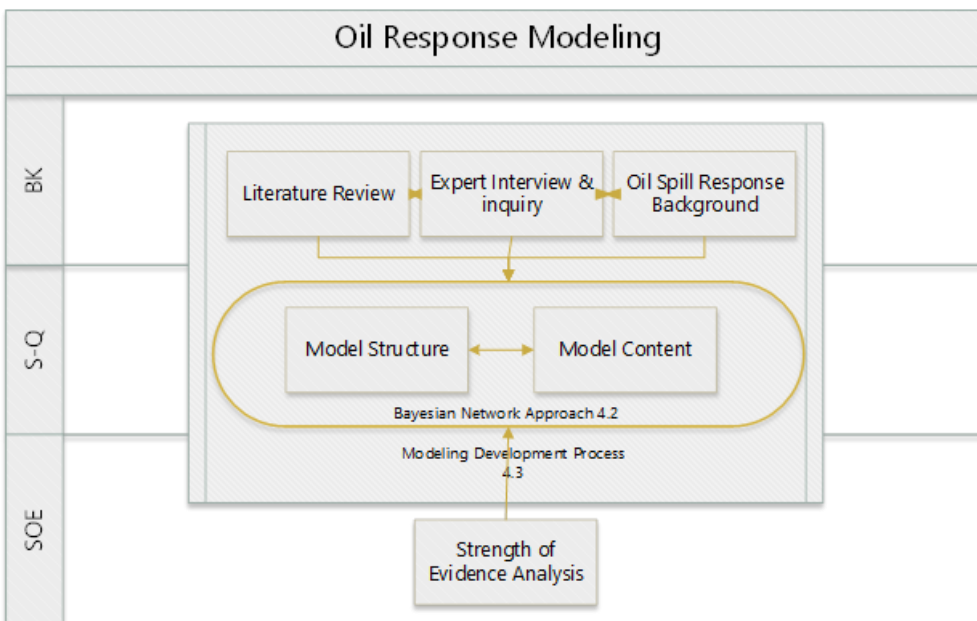 Oil Response Modeling
BK
Literature Review
Expert Interview &
inquiry
Oil Spill Response
Background
S-Q
Model Structure
Model Content
Bayesian Network Approach 4.2
Modeling Development Process
4.3
SOE
Strength of
Evidence Analysis